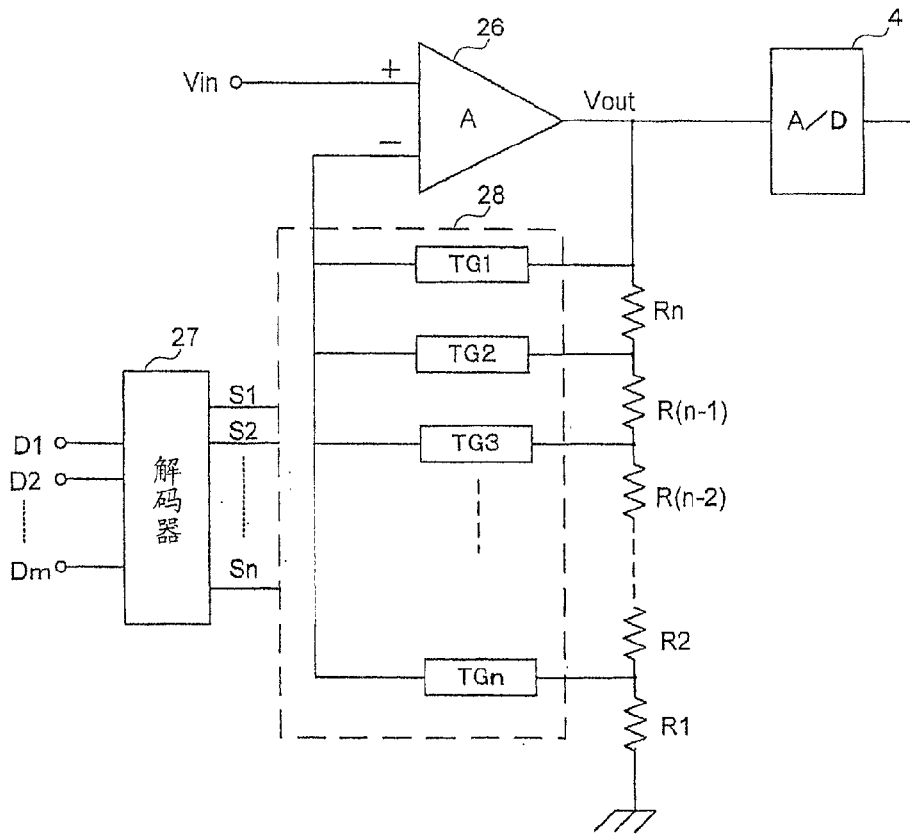 26
4
Vin
+
A
−
Vout
A/D
28
TG1
Rn
TG2
R(n-1)
27
S1
S2
TG3
D1
D2
Dm
解码器
R(n-2)
Sn
R2
TGn
R1